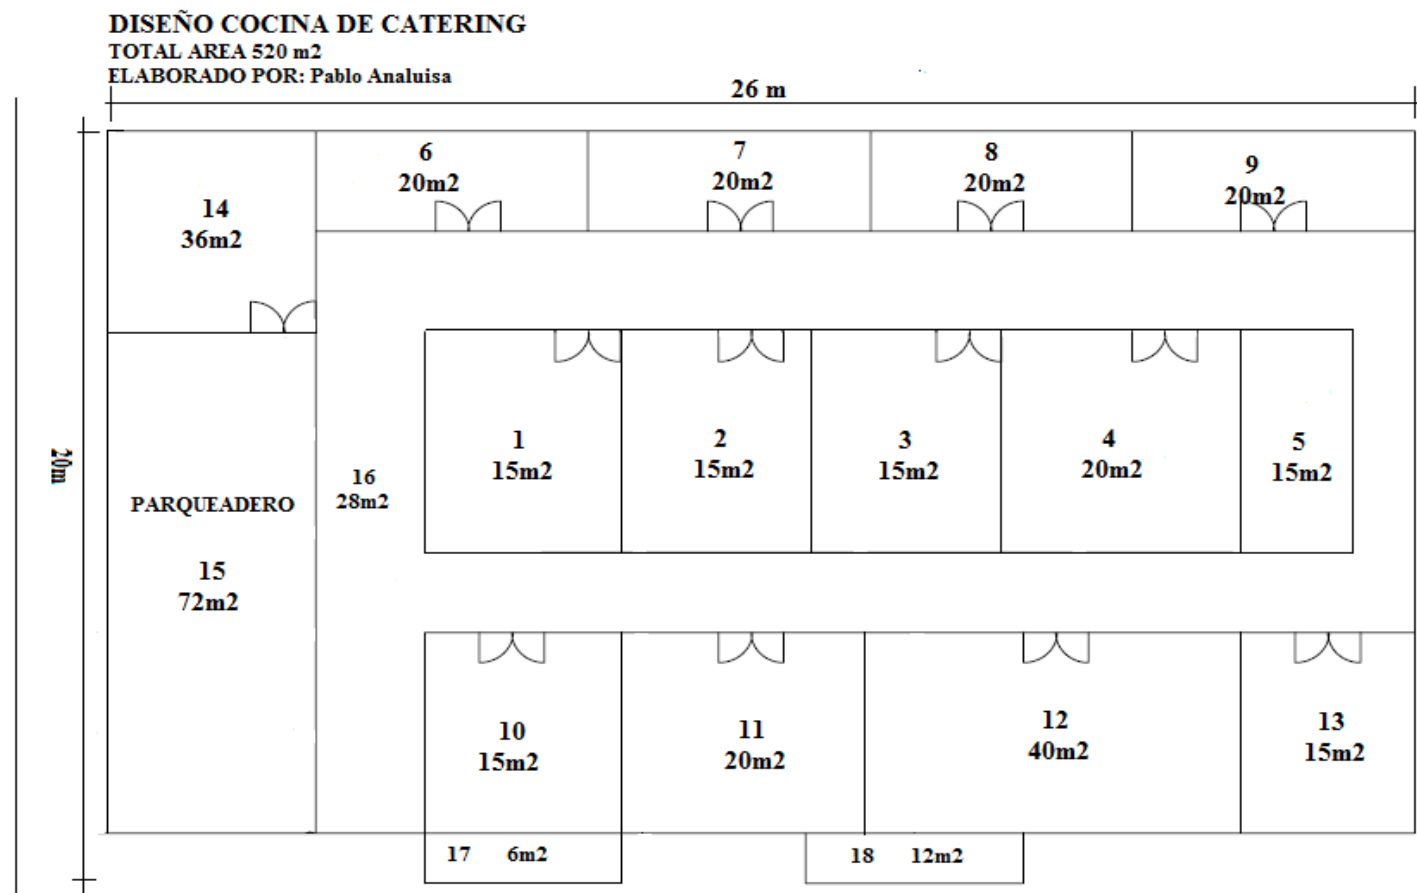 DISEÑO COCINA DE CATERING
TOTAL AREA 520 m2
ELABORADO POR: Pablo Analuisa
26 m
20m
14
36m2
6
20m2
7
20m2
8
20m2
9
20m2
1
15m2
2
15m2
3
15m2
4
20m2
5
15m2
16
28m2
PARQUEADERO
15
72m2
10
15m2
11
20m2
12
40m2
13
15m2
17 6m2
18 12m2